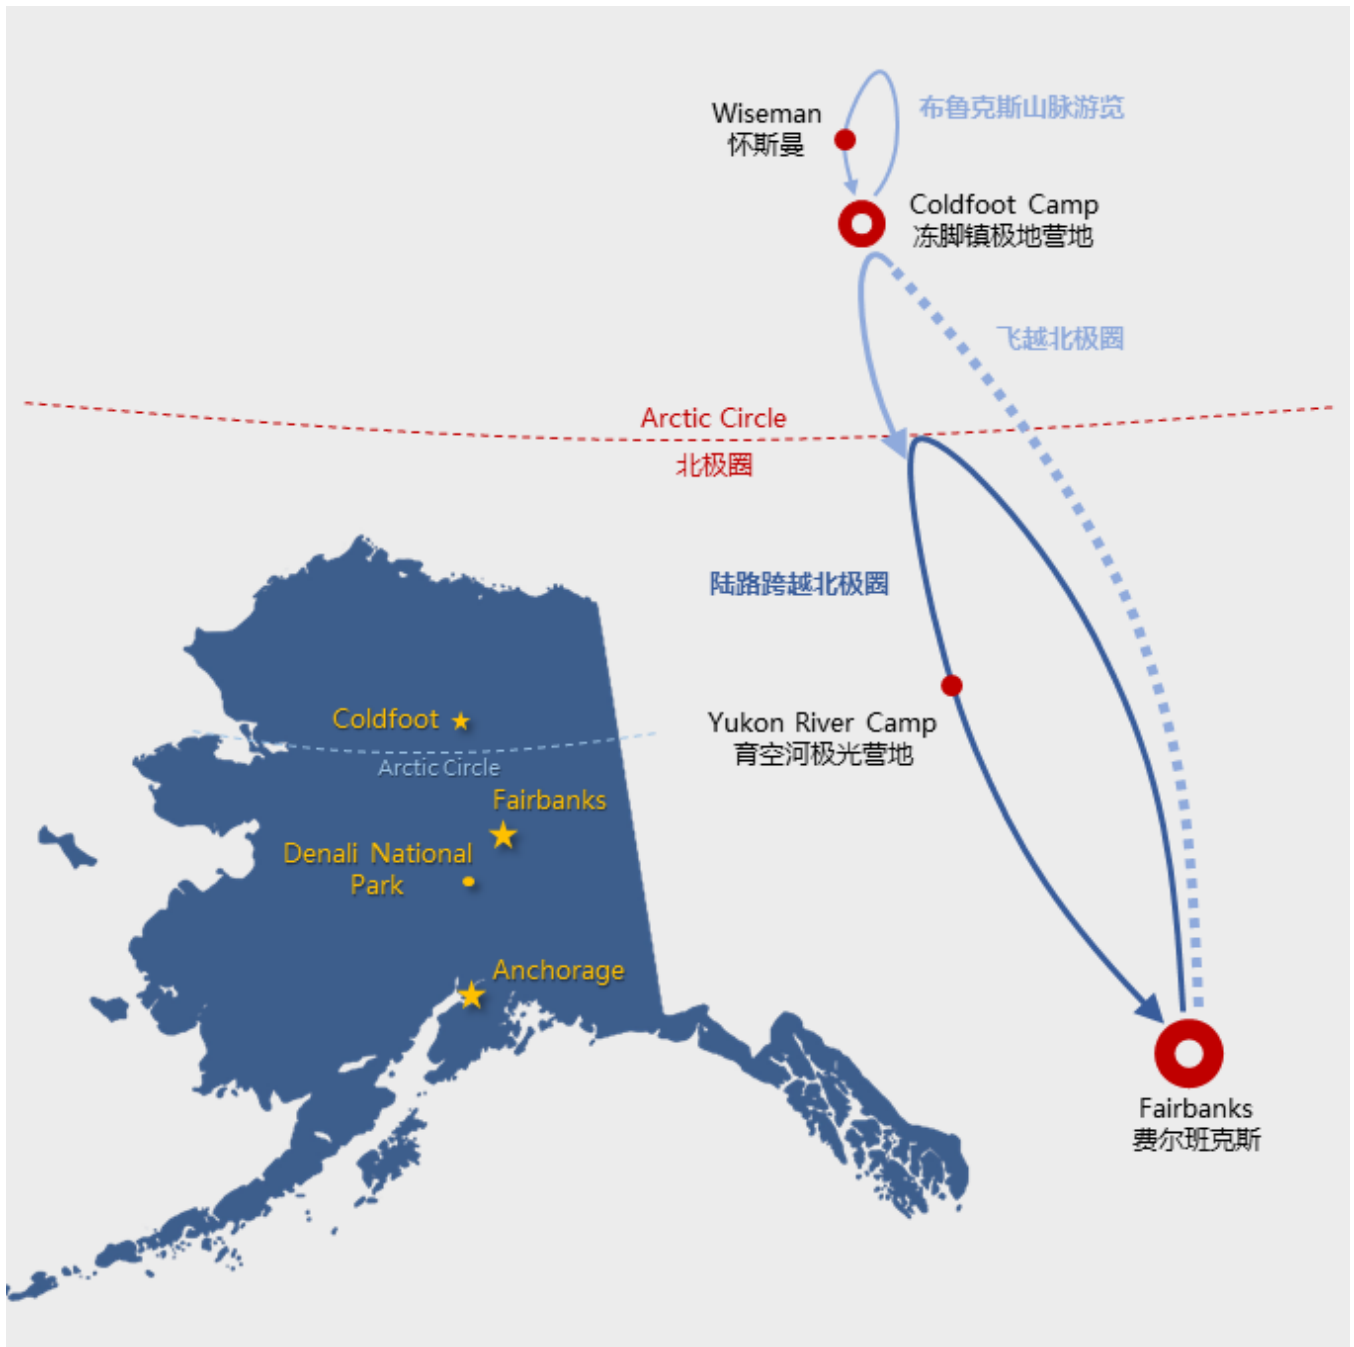 Wiseman
怀斯曼
布鲁克斯山脉游览
Coldfoot Camp
冻脚镇极地营地
飞越北极圈
Arctic Circle
北极圈
陆路跨越北极圈
Yukon River Camp
育空河极光营地
Coldfoot
Arctic Circle
Fairbanks
Denali National
Park
Anchorage
Fairbanks
费尔班克斯